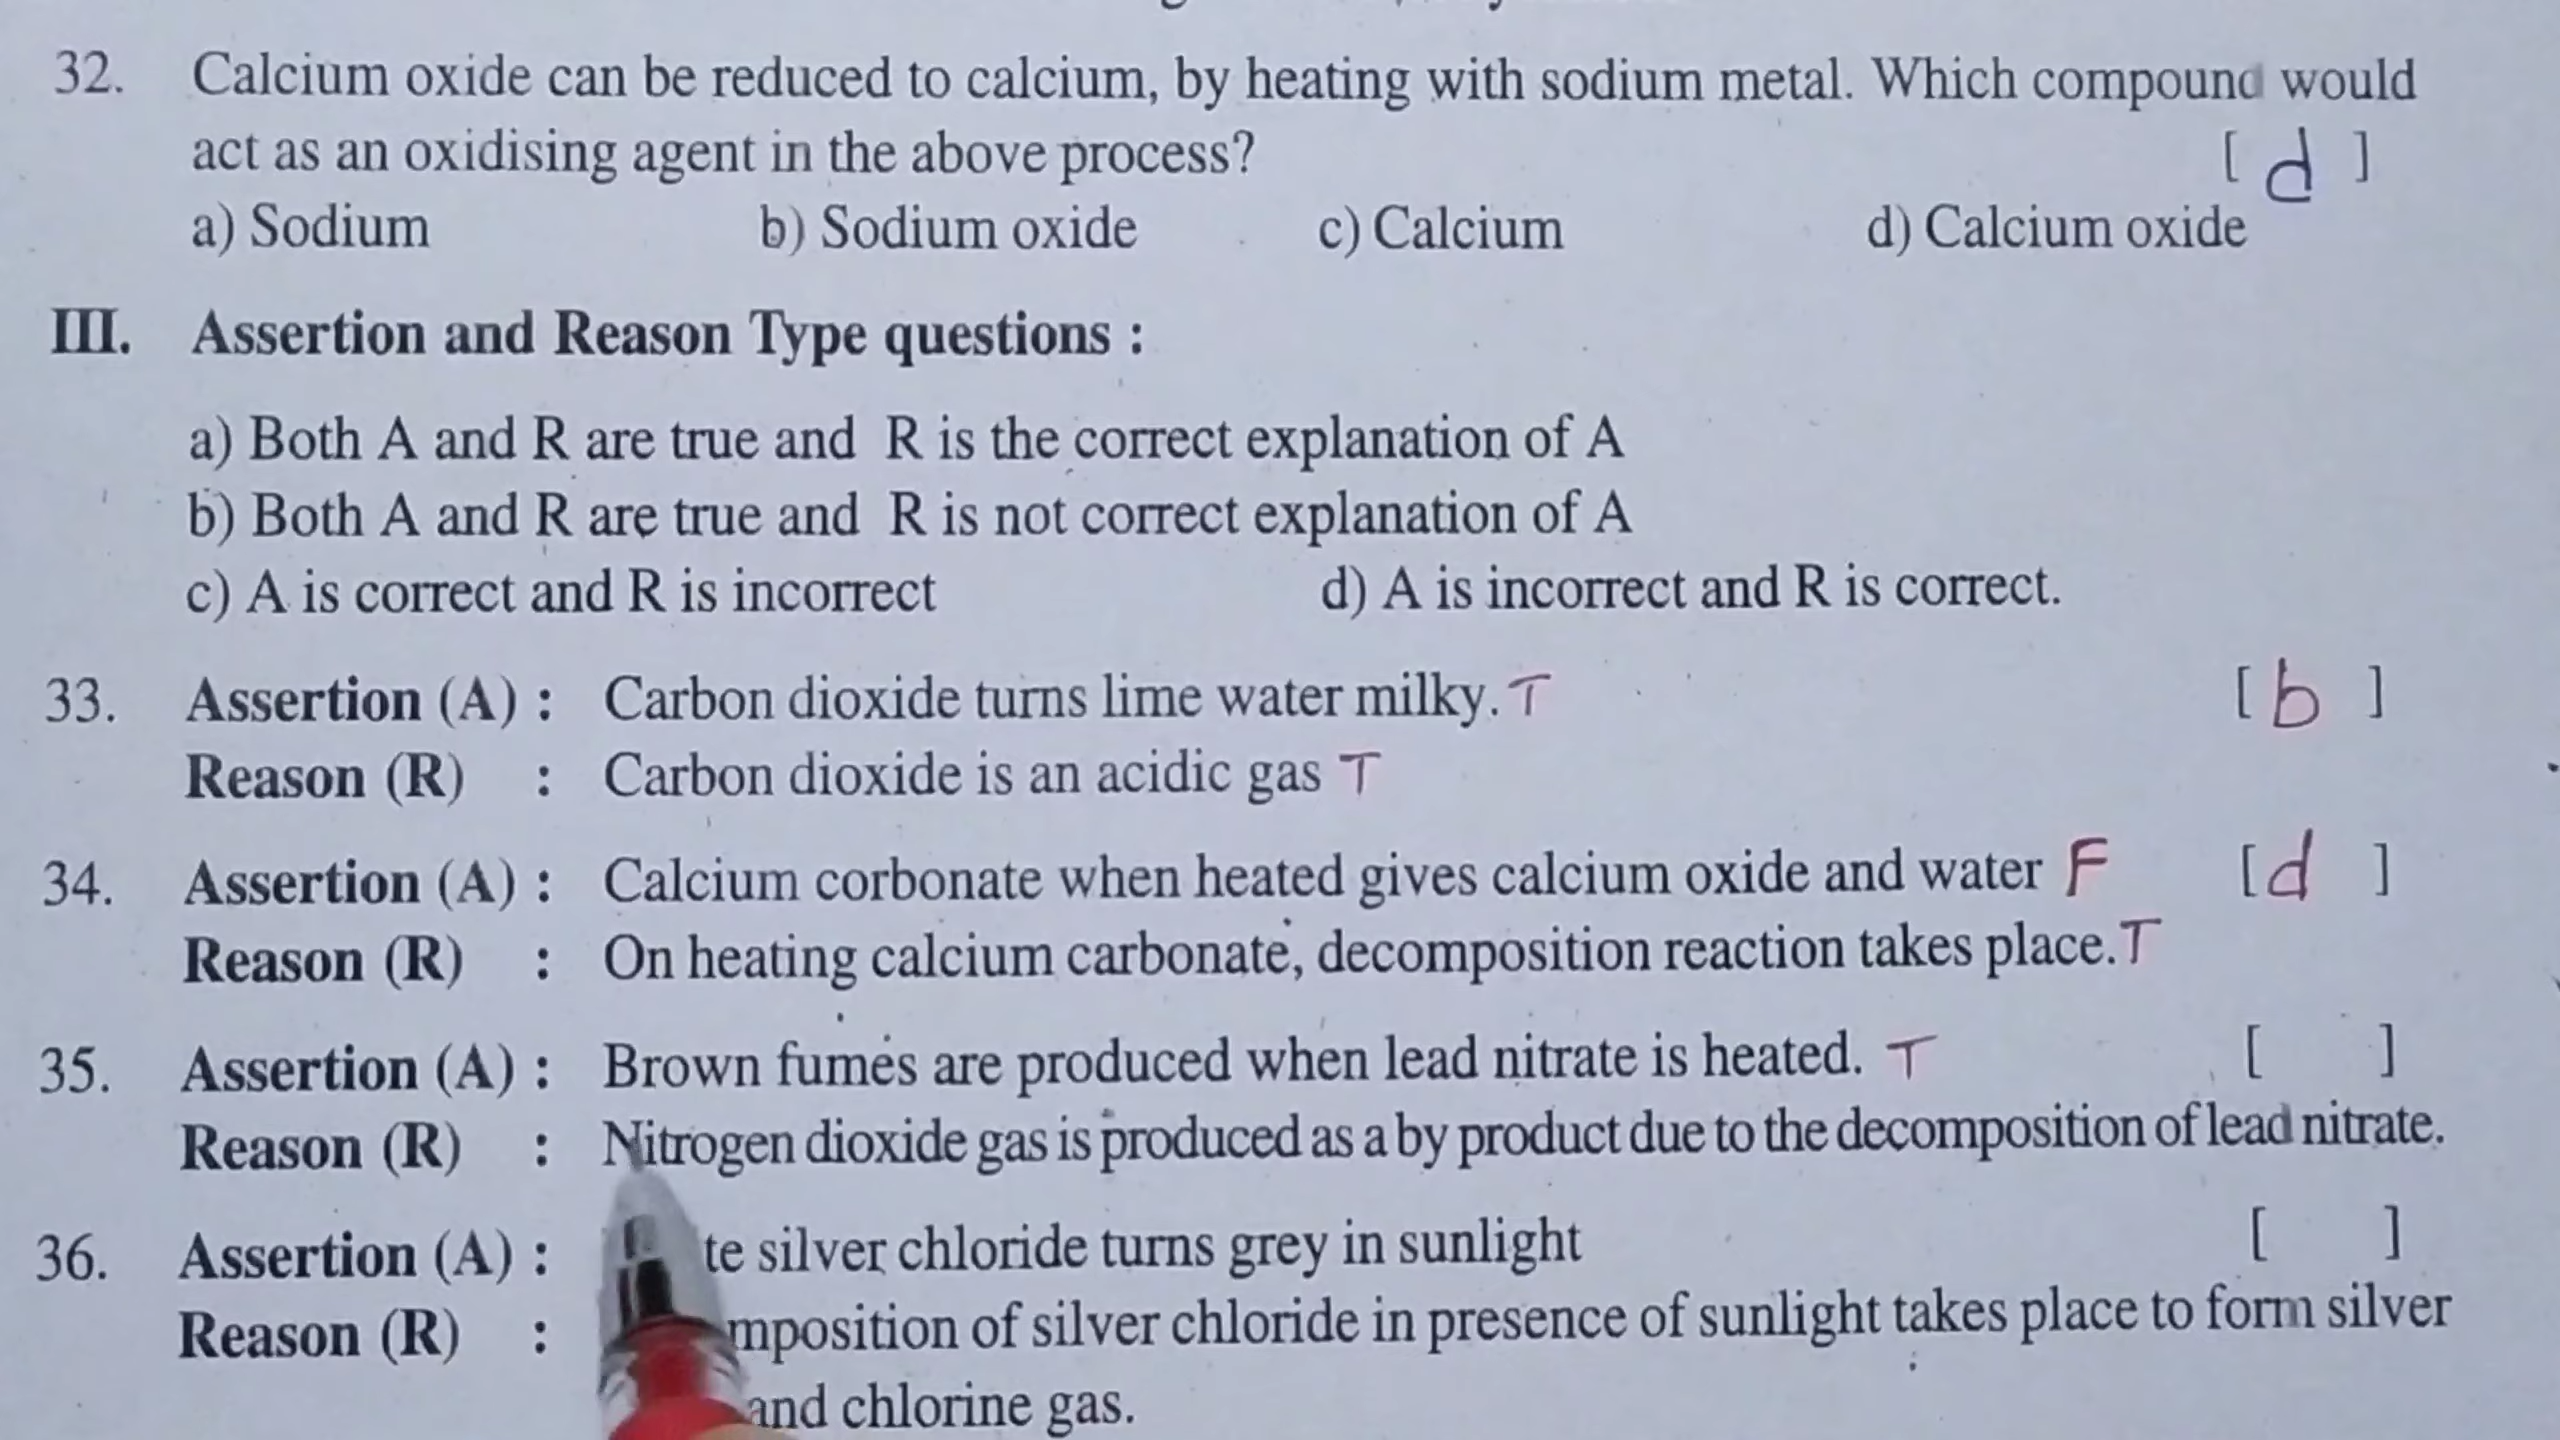 32. Calcium oxide can be reduced to calcium, by heating with sodium metal. Which compound would
act as an oxidising agent in the above process? [ d ]
a) Sodium b) Sodium oxide c) Calcium d) Calcium oxide
III. Assertion and Reason Type questions :
a) Both A and R are true and R is the correct explanation of A
b) Both A and R are true and R is not correct explanation of A
c) A is correct and R is incorrect d) A is incorrect and R is correct.
33. Assertion (A) : Carbon dioxide turns lime water milky. T [ b ]
Reason (R) : Carbon dioxide is an acidic gas T
34. Assertion (A) : Calcium corbonate when heated gives calcium oxide and water F [ d ]
Reason (R) : On heating calcium carbonate, decomposition reaction takes place. T
35. Assertion (A) : Brown fumes are produced when lead nitrate is heated. T [ ]
Reason (R) : Nitrogen dioxide gas is produced as a by product due to the decomposition of lead nitrate.
36. Assertion (A) : te silver chloride turns grey in sunlight [ ]
Reason (R) : mposition of silver chloride in presence of sunlight takes place to form silver
and chlorine gas.